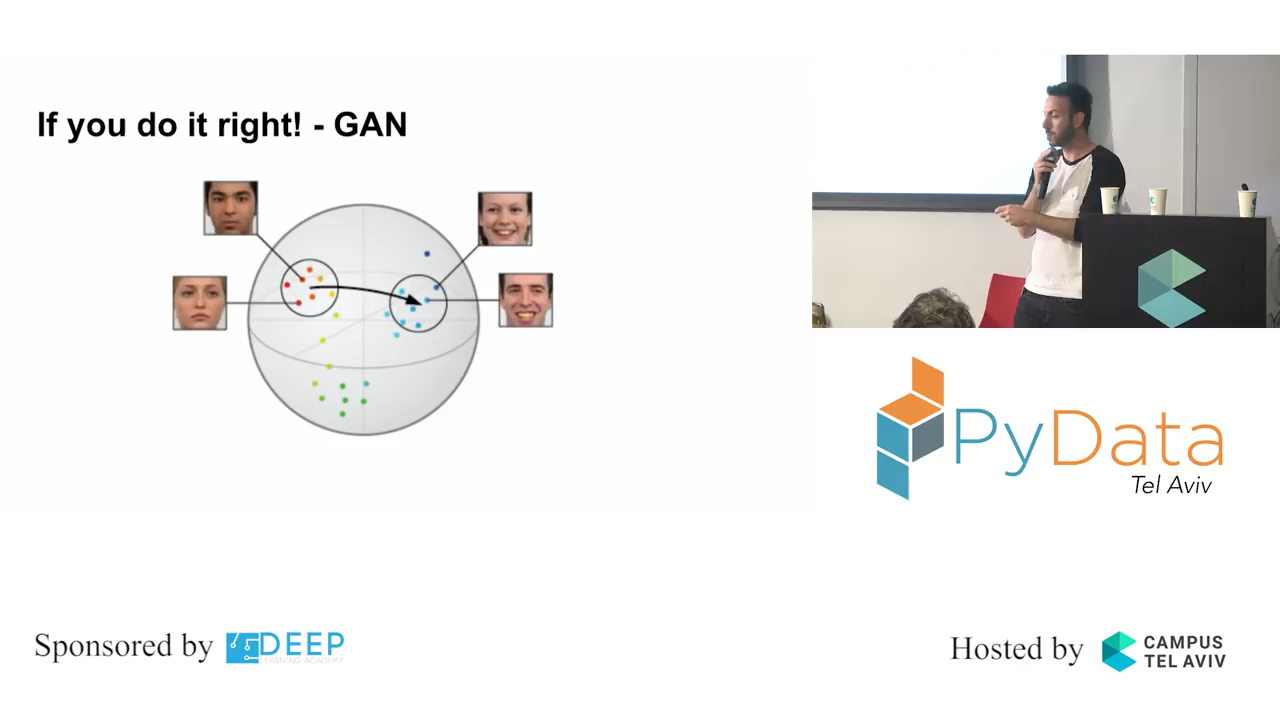 If you do it right! - GAN
PyData
Tel Aviv
Sponsored by DEEP
LEARNING ACADEMY
Hosted by CAMPUS
TEL AVIV